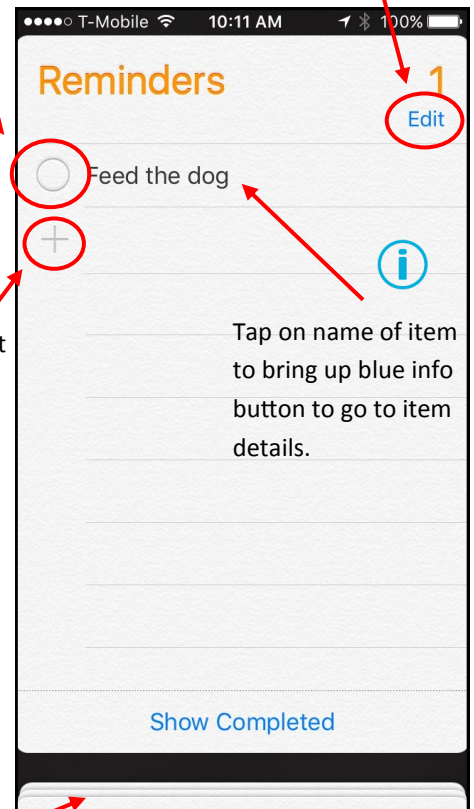 T-Mobile 10:11 AM 100%
Reminders 1
Edit
Feed the dog
t
Tap on name of item
to bring up blue info
button to go to item
details.
Show Completed